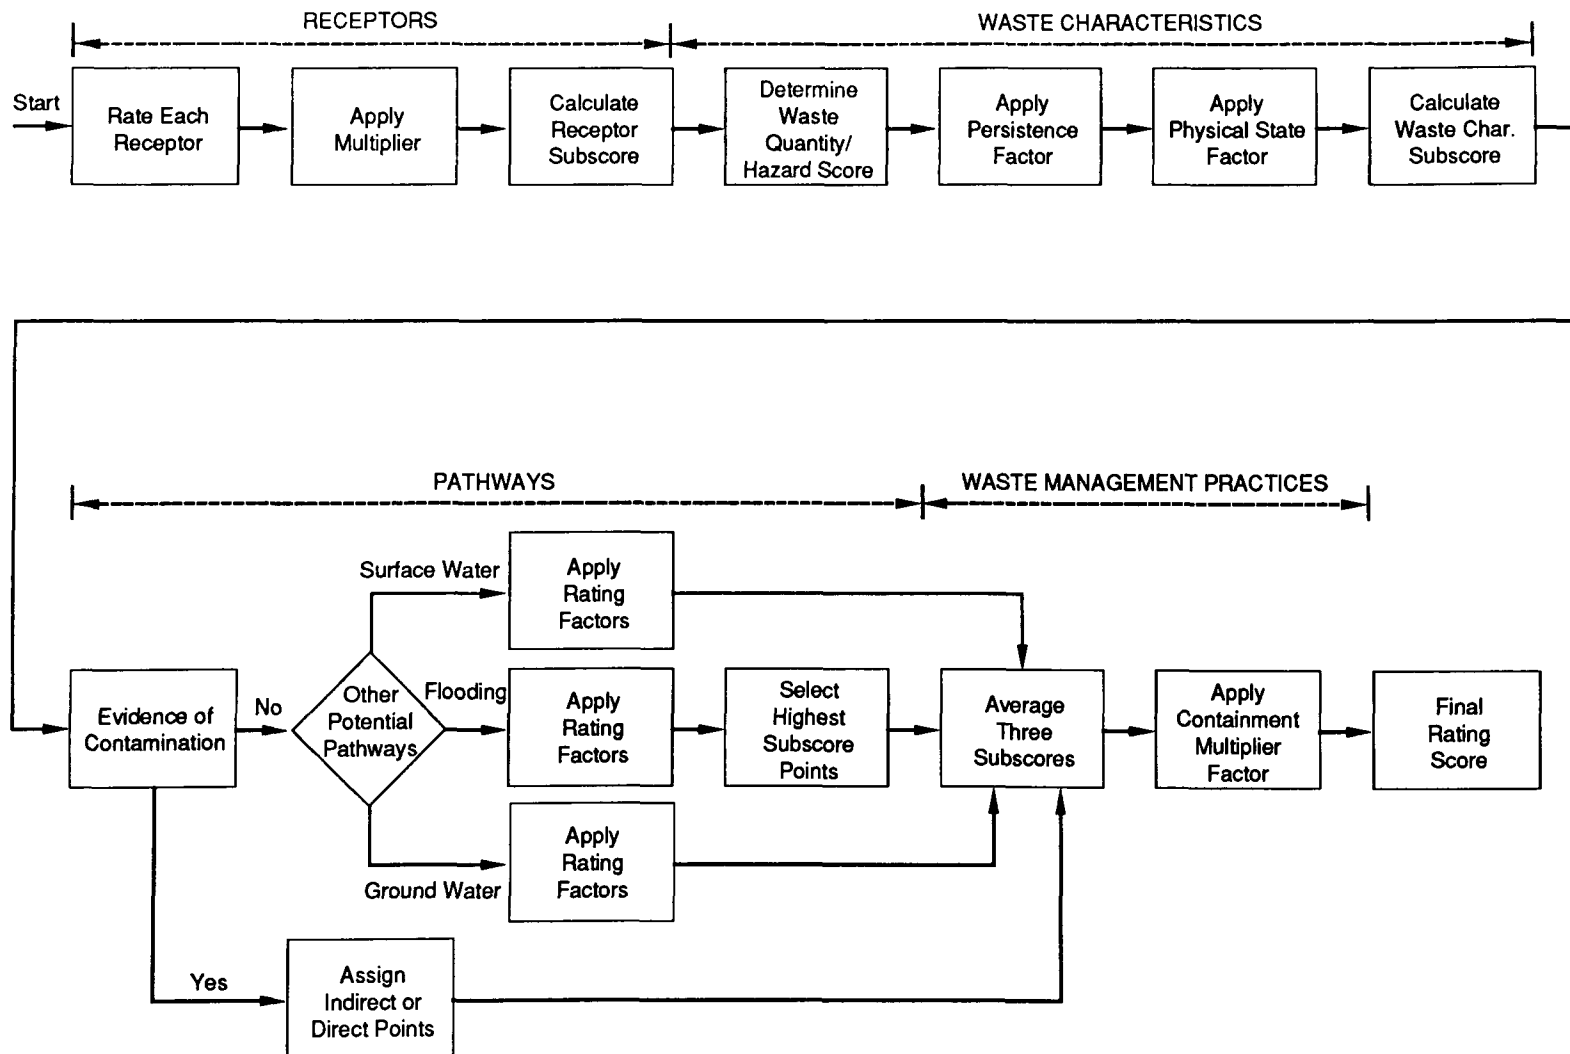 RECEPTORS
WASTE CHARACTERISTICS
Start
Rate Each
Receptor
Apply
Multiplier
Calculate
Receptor
Subscore
Determine
Waste
Quantity/
Hazard Score
Apply
Persistence
Factor
Apply
Physical State
Factor
Calculate
Waste Char.
Subscore
PATHWAYS
WASTE MANAGEMENT PRACTICES
Evidence of
Contamination
No
Other
Potential
Pathways
Surface Water
Apply
Rating
Factors
Flooding
Apply
Rating
Factors
Select
Highest
Subscore
Points
Average
Three
Subscores
Apply
Containment
Multiplier
Factor
Final
Rating
Score
Ground Water
Apply
Rating
Factors
Yes
Assign
Indirect or
Direct Points